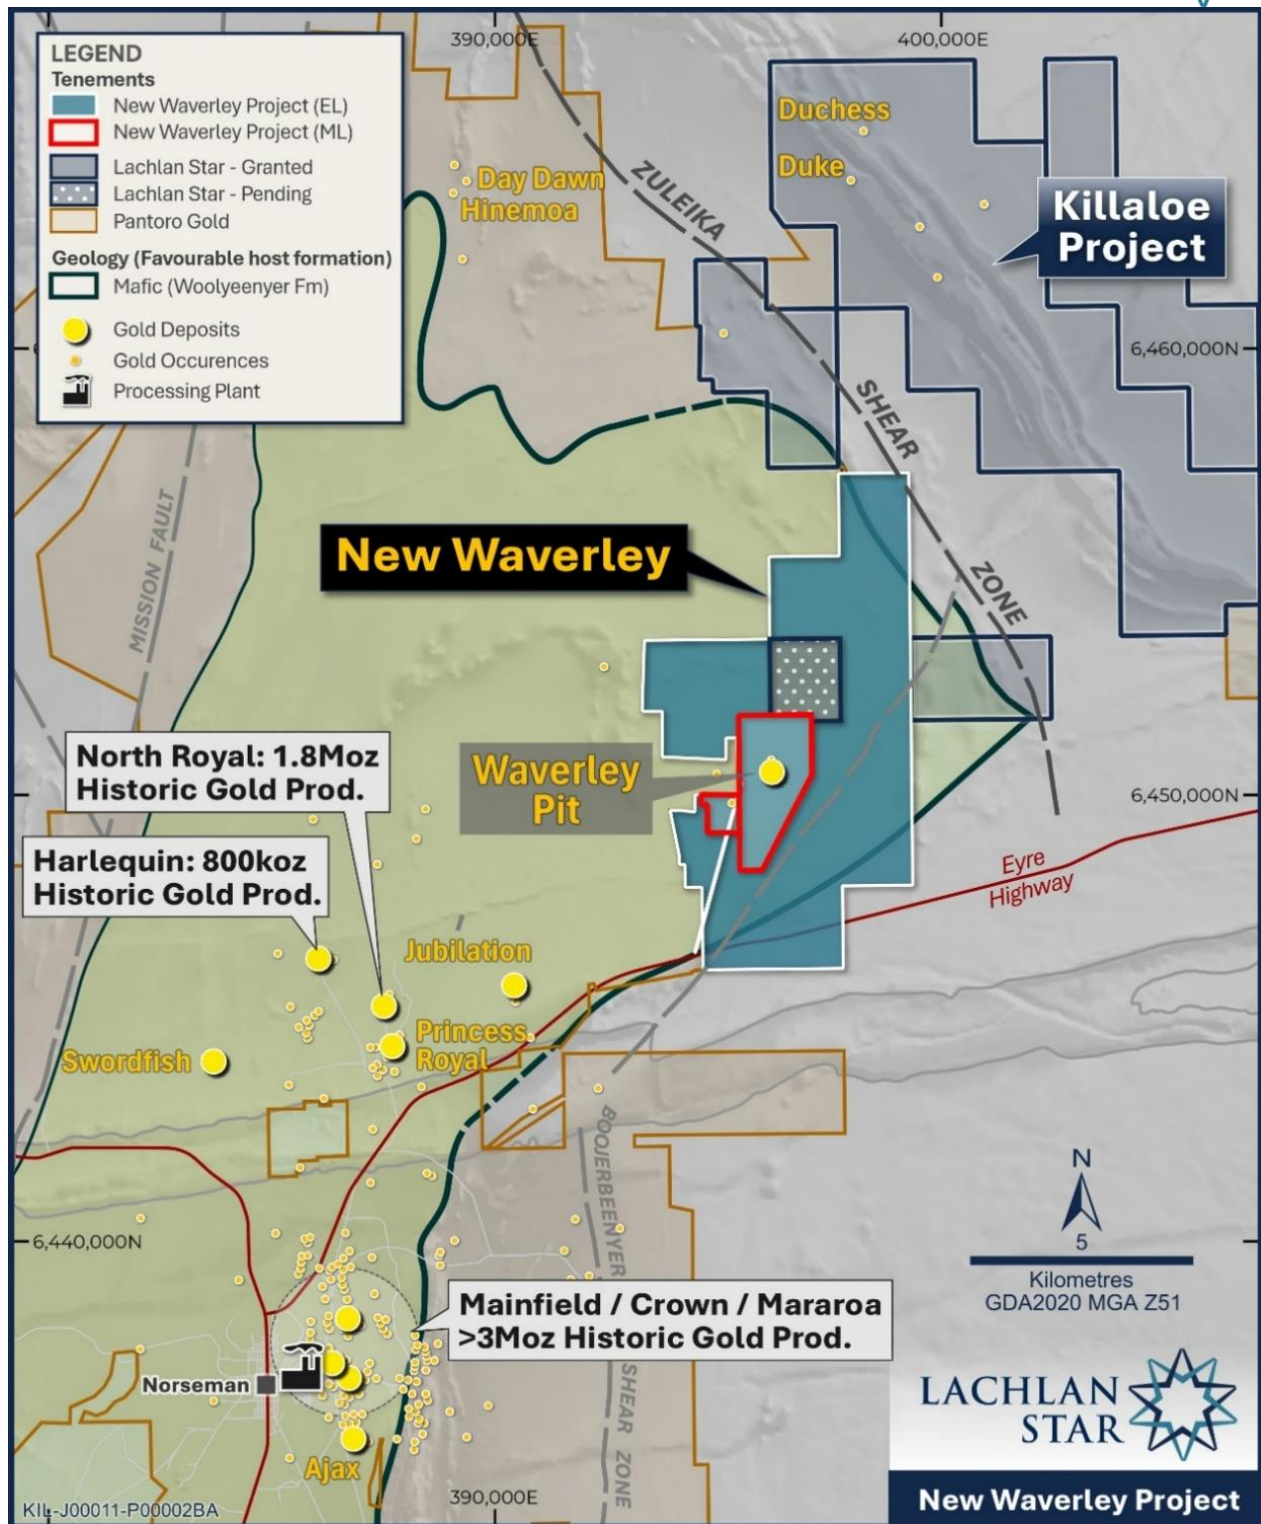 LEGEND
Tenements
New Waverley Project (EL)
New Waverley Project (ML)
Lachlan Star - Granted
Lachlan Star - Pending
Pantoro Gold
Geology (Favourable host formation)
Mafic (Woolyeenyer Fm)
Gold Deposits
Gold Occurences
Processing Plant
390,000E
400,000E
Duchess
Duke
Day Dawn
Hinemoa
ZULEIKA
SHEAR
ZONE
Killaloe
Project
6,460,000N
MISSION FAULT
New Waverley
North Royal: 1.8Moz
Historic Gold Prod.
Waverley
Pit
6,450,000N
Harlequin: 800koz
Historic Gold Prod.
Eyre
Highway
Jubilation
Princess
Royal
Swordfish
BOOJERBEENYER
SHEAR ZONE
6,440,000N
N
5
Kilometres
GDA2020 MGA Z51
Mainfield / Crown / Mararoa
>3Moz Historic Gold Prod.
Norseman
Ajax
LACHLAN
STAR
390,000E
KIL-J00011-P00002BA
New Waverley Project